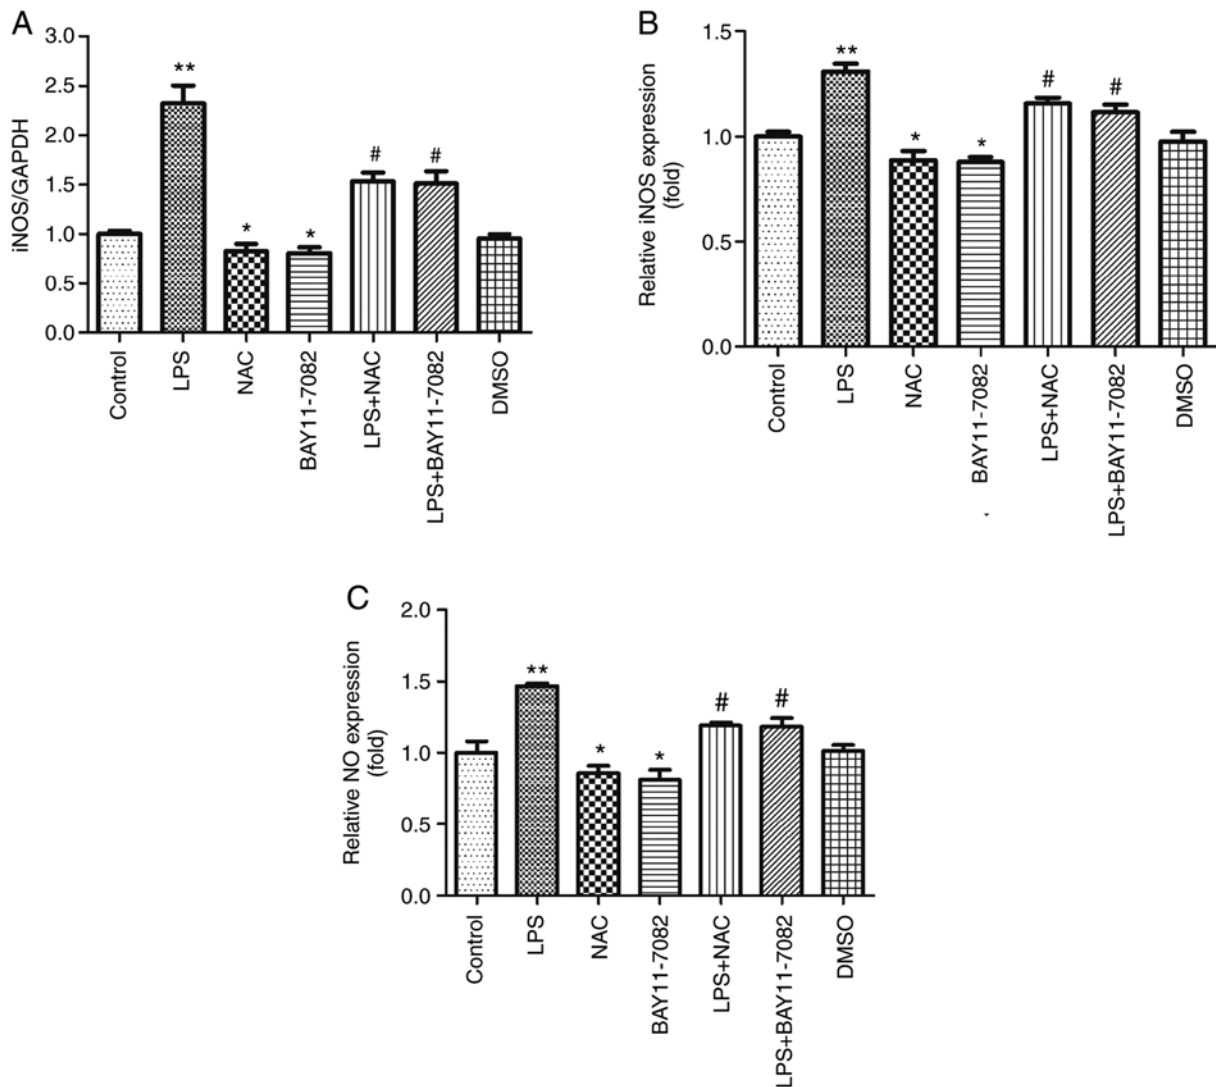 A
iNOS/GAPDH
3.0
2.5
2.0
1.5
1.0
0.5
0.0
**
*
*
#
#
Control
LPS
NAC
BAY11-7082
LPS+NAC
LPS+BAY11-7082
DMSO
B
Relative iNOS expression
(fold)
1.5
1.0
0.5
0.0
**
*
*
#
#
Control
LPS
NAC
BAY11-7082
LPS+NAC
LPS+BAY11-7082
DMSO
C
Relative NO expression
(fold)
2.0
1.5
1.0
0.5
0.0
**
*
*
#
#
Control
LPS
NAC
BAY11-7082
LPS+NAC
LPS+BAY11-7082
DMSO